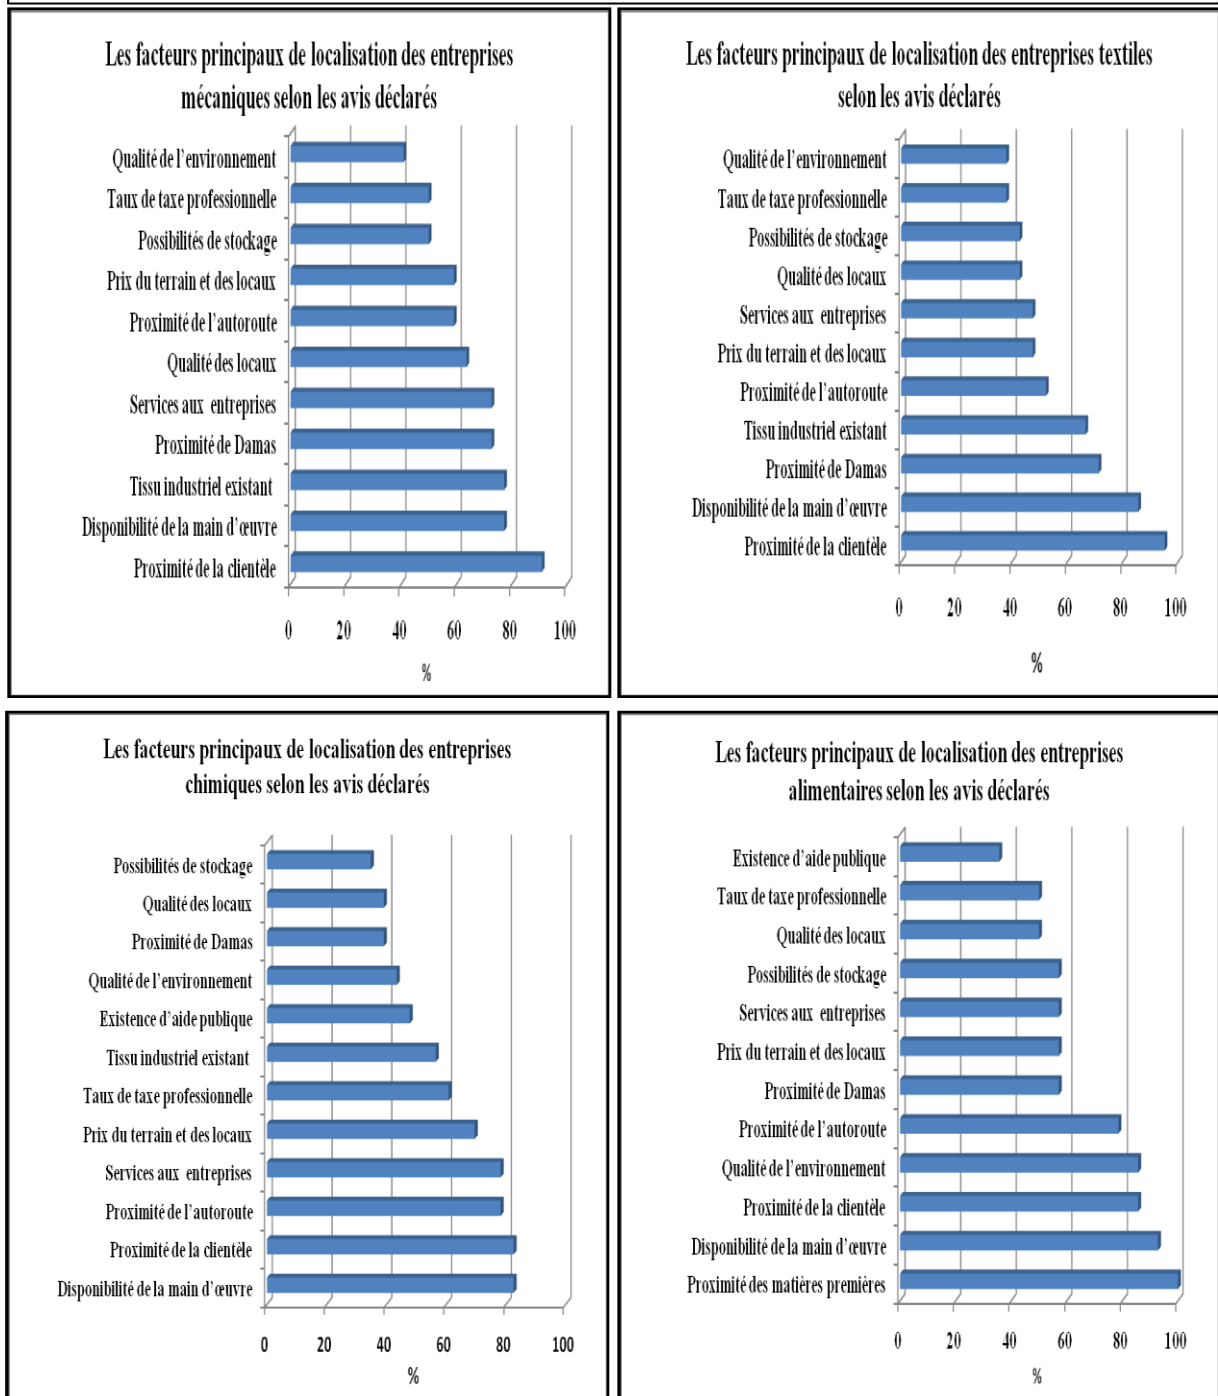 Les facteurs principaux de localisation des entreprises
mécaniques selon les avis déclarés
Qualité de l'environnement
Taux de taxe professionnelle
Possibilités de stockage
Prix du terrain et des locaux
Proximité de l'autoroute
Qualité des locaux
Services aux entreprises
Proximité de Damas
Tissu industriel existant
Disponibilité de la main d'œuvre
Proximité de la clientèle
0 20 40 60 80 100
%
Les facteurs principaux de localisation des entreprises textiles
selon les avis déclarés
Qualité de l'environnement
Taux de taxe professionnelle
Possibilités de stockage
Qualité des locaux
Services aux entreprises
Prix du terrain et des locaux
Proximité de l'autoroute
Tissu industriel existant
Proximité de Damas
Disponibilité de la main d'œuvre
Proximité de la clientèle
0 20 40 60 80 100
%
Les facteurs principaux de localisation des entreprises
chimiques selon les avis déclarés
Possibilités de stockage
Qualité des locaux
Proximité de Damas
Qualité de l'environnement
Existence d'aide publique
Tissu industriel existant
Taux de taxe professionnelle
Prix du terrain et des locaux
Services aux entreprises
Proximité de l'autoroute
Proximité de la clientèle
Disponibilité de la main d'œuvre
0 20 40 60 80 100
%
Les facteurs principaux de localisation des entreprises
alimentaires selon les avis déclarés
Existence d'aide publique
Taux de taxe professionnelle
Qualité des locaux
Possibilités de stockage
Services aux entreprises
Prix du terrain et des locaux
Proximité de Damas
Proximité de l'autoroute
Qualité de l'environnement
Proximité de la clientèle
Disponibilité de la main d'œuvre
Proximité des matières premières
0 20 40 60 80 100
%